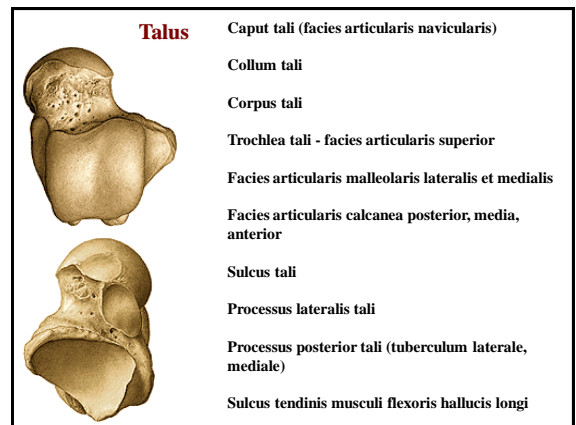 Talus
Caput tali (facies articularis navicularis)
Collum tali
Corpus tali
Trochlea tali - facies articularis superior
Facies articularis malleolaris lateralis et medialis
Facies articularis calcanea posterior, media,
anterior
Sulcus tali
Processus lateralis tali
Processus posterior tali (tuberculum laterale,
mediale)
Sulcus tendinis musculi flexoris hallucis longi